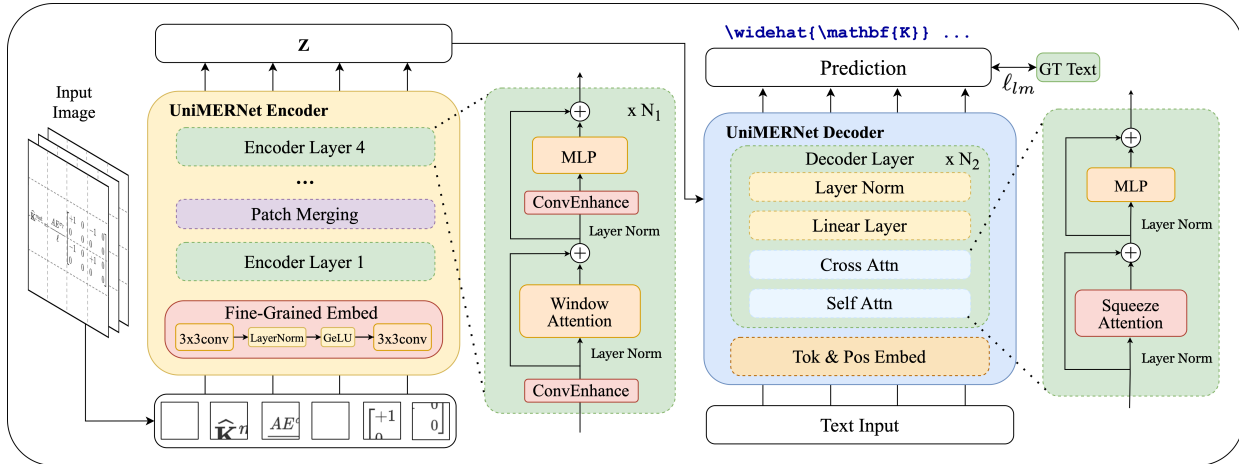 Input
Image
Z
UniMERNet Encoder
Encoder Layer 4
...
Patch Merging
Encoder Layer 1
Fine-Grained Embed
3x3conv
LayerNorm
GeLU
3x3conv
x N₁
MLP
ConvEnhance
Layer Norm
Window
Attention
Layer Norm
ConvEnhance
\widehat{\mathbf{K}} ...
Prediction
ℓₗₘ
GT Text
UniMERNet Decoder
Decoder Layer
x N₂
Layer Norm
Linear Layer
Cross Attn
Self Attn
Tok & Pos Embed
Text Input
MLP
Layer Norm
Squeeze
Attention
Layer Norm